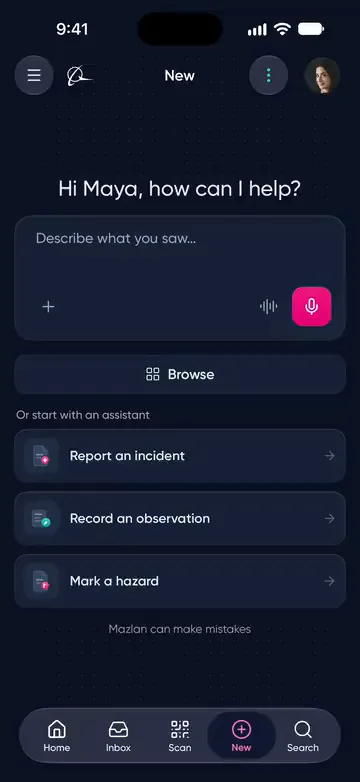 9:41
New
Hi Maya, how can I help?
Describe what you saw...
Browse
Or start with an assistant
Report an incident
Record an observation
Mark a hazard
Mazlan can make mistakes
Home
Inbox
Scan
New
Search